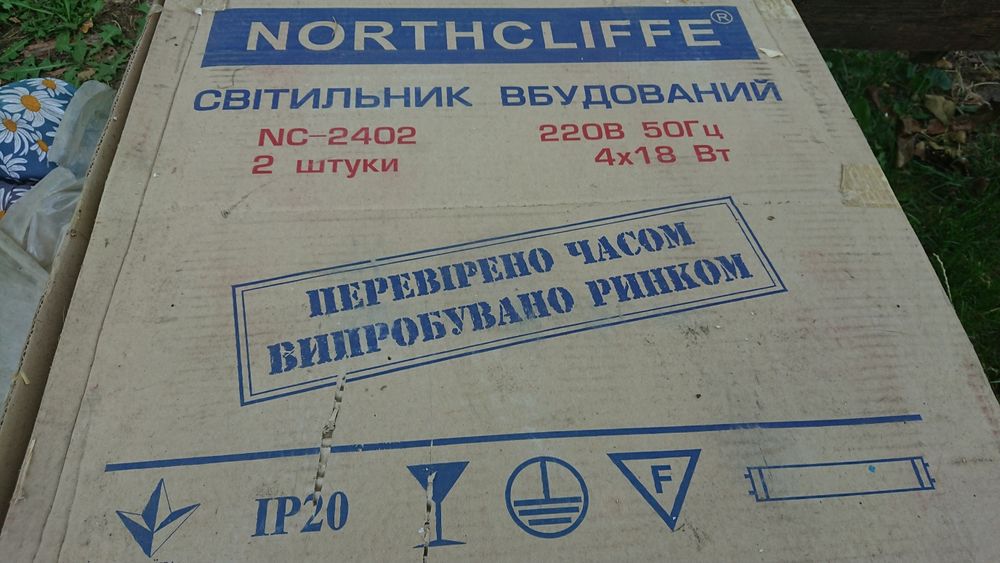 NORTHCLIFFE®
СВІТИЛЬНИК ВБУДОВАНИЙ
NC-2402 220В 50Гц
2 штуки 4х18 Вт
ПЕРЕВІРЕНО ЧАСОМ
ВИПРОБУВАНО РИНКОМ
IP20 F